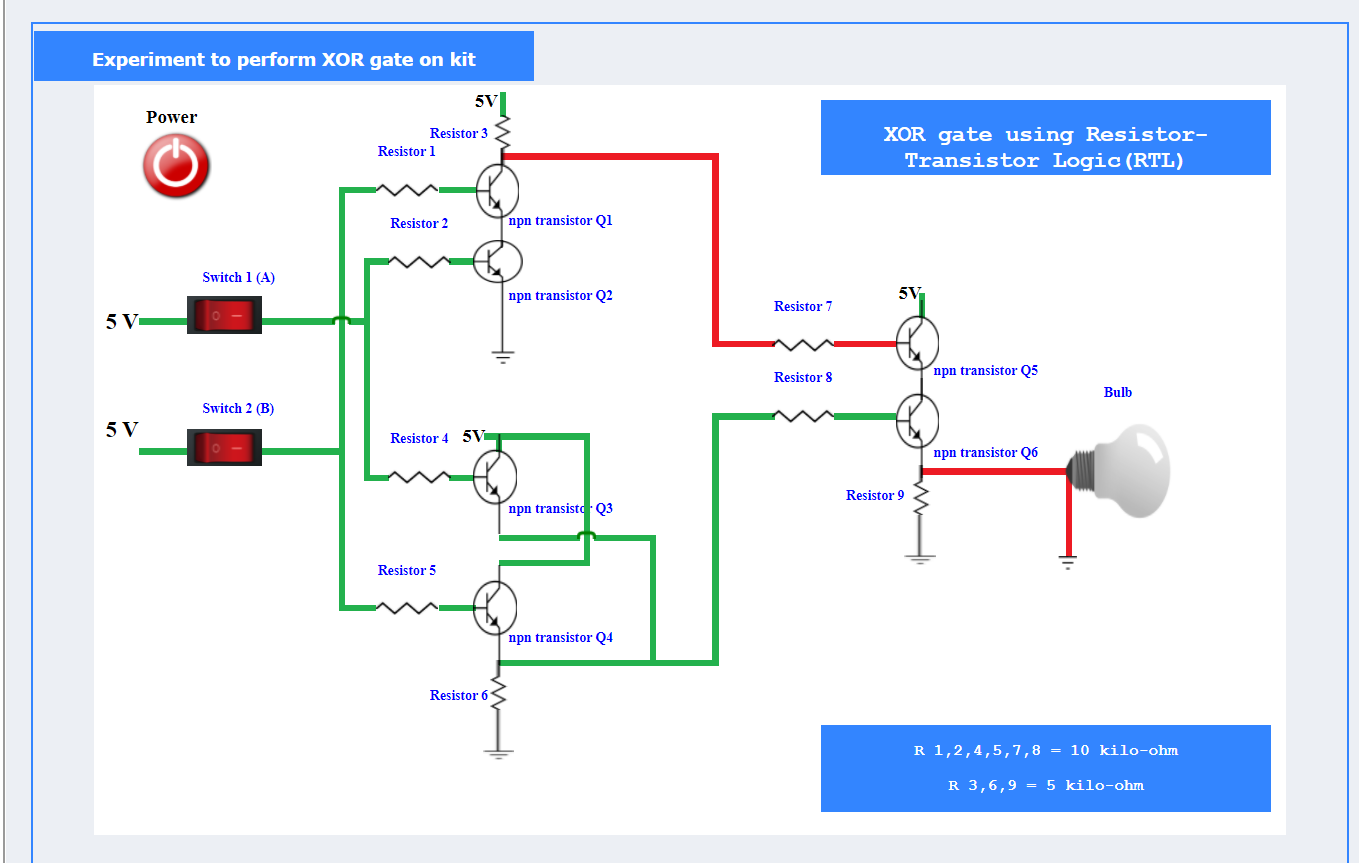 Experiment to perform XOR gate on kit
Power
5V
Resistor 3
Resistor 1
XOR gate using Resistor-
Transistor Logic(RTL)
Resistor 2
npn transistor Q1
Switch 1 (A)
npn transistor Q2
5 V
5V
Resistor 7
npn transistor Q5
Resistor 8
Bulb
Switch 2 (B)
5 V
Resistor 4
5V
npn transistor Q6
Resistor 9
npn transistor Q3
Resistor 5
npn transistor Q4
Resistor 6
R 1,2,4,5,7,8 = 10 kilo-ohm
R 3,6,9 = 5 kilo-ohm